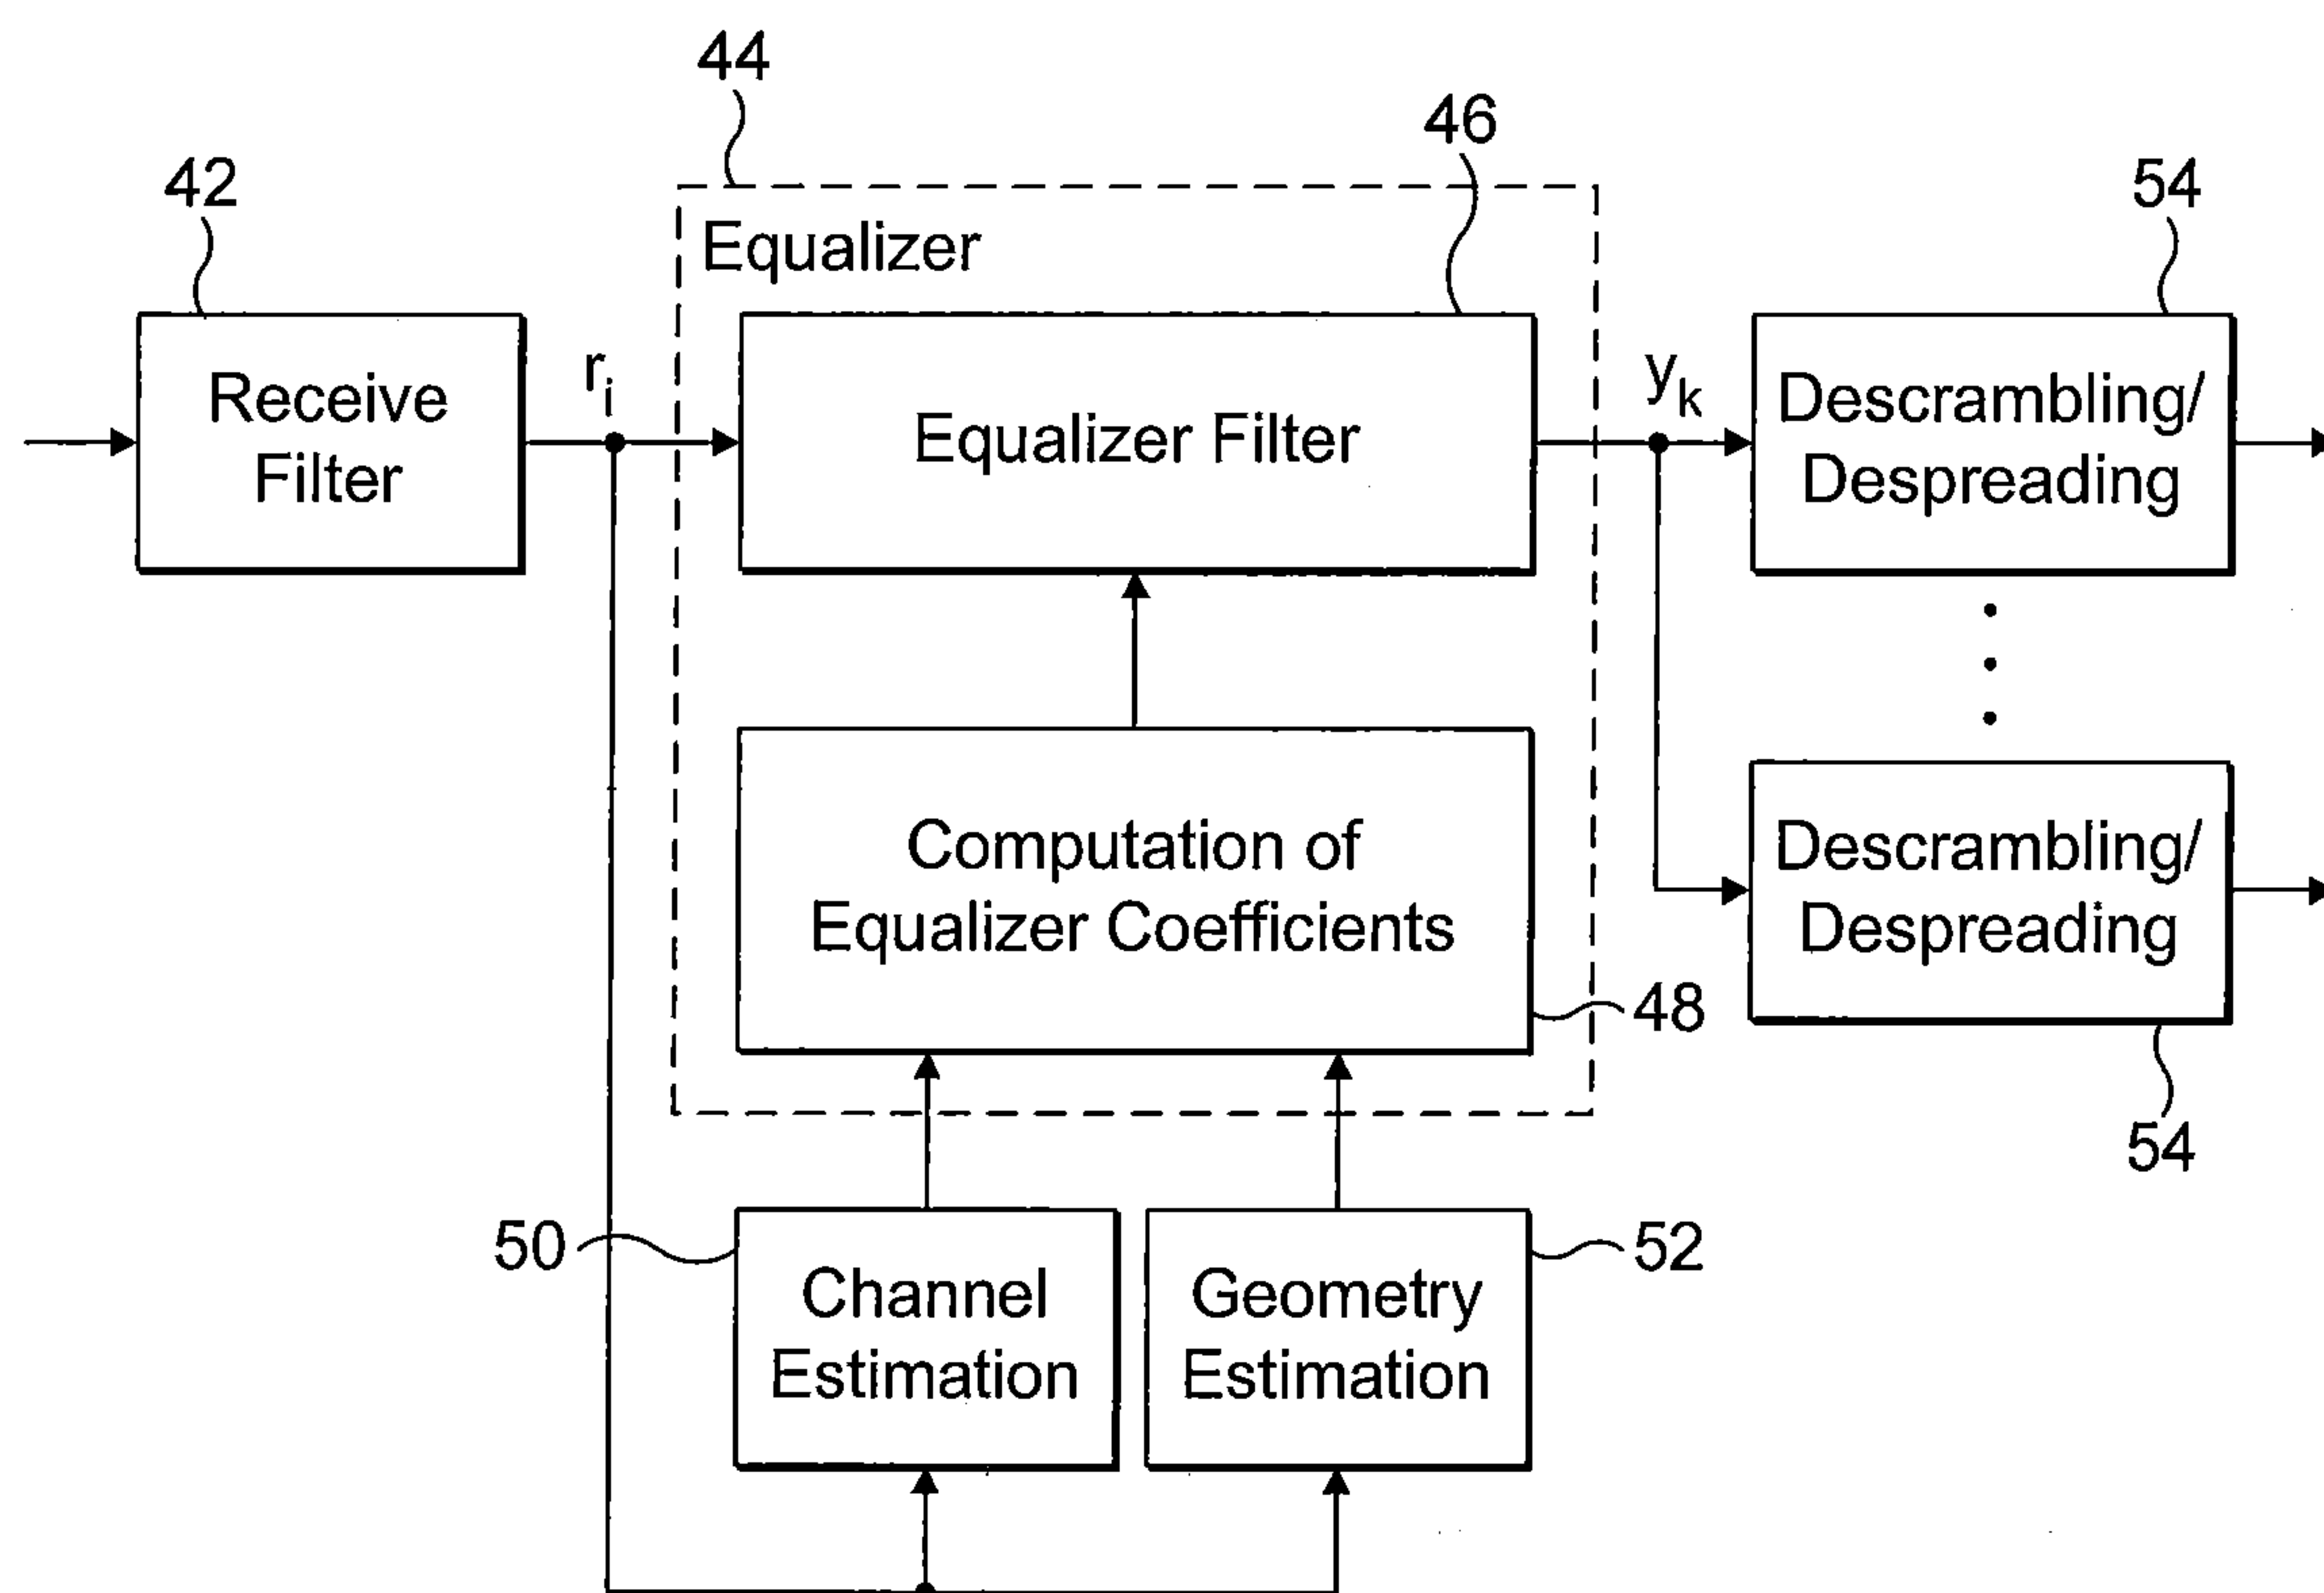 44
46
42
54
Equalizer
r_i
y_k
Receive
Filter
Equalizer Filter
Descrambling/
Despreading
Computation of
Equalizer Coefficients
Descrambling/
Despreading
48
54
50
52
Channel
Estimation
Geometry
Estimation